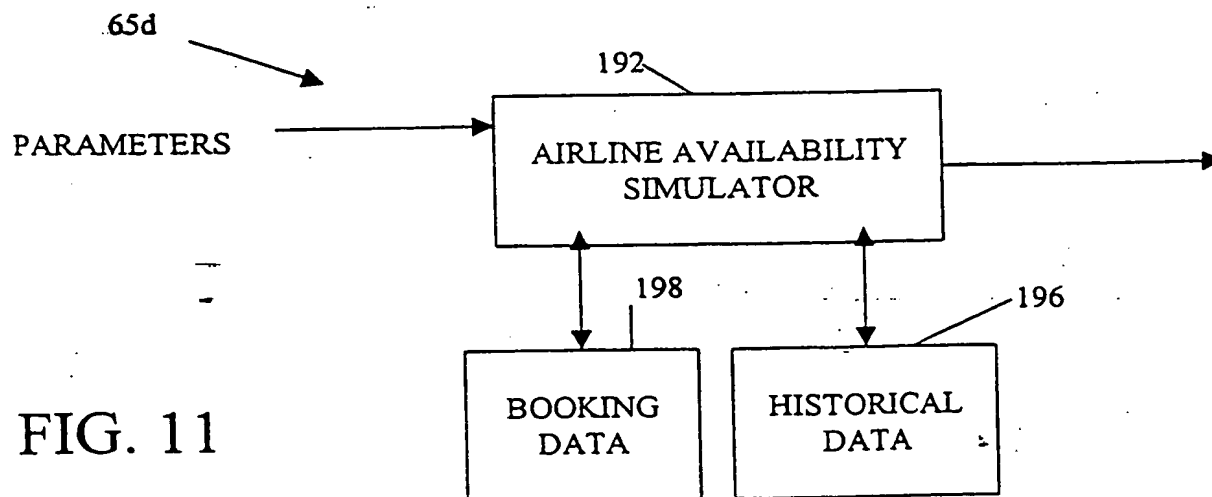 65d
192
PARAMETERS
AIRLINE AVAILABILITY
SIMULATOR
198
196
BOOKING
DATA
HISTORICAL
DATA
FIG. 11